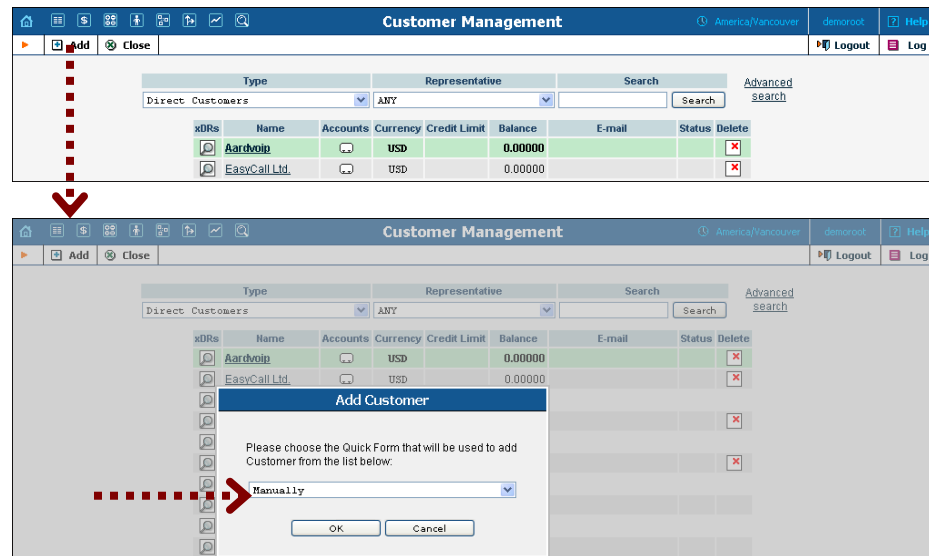 Customer Management America/Vancouver demoroot ? Help
Add Close Logout Log
Type Representative Search Advanced search
Direct Customers ANY Search
xDRs Name Accounts Currency Credit Limit Balance E-mail Status Delete
Aardvoip USD 0.00000
EasyCall Ltd. USD 0.00000
Customer Management America/Vancouver demoroot ? Help
Add Close Logout Log
Type Representative Search Advanced search
Direct Customers ANY Search
xDRs Name Accounts Currency Credit Limit Balance E-mail Status Delete
Aardvoip USD 0.00000
EasyCall Ltd. USD 0.00000
Add Customer
Please choose the Quick Form that will be used to add
Customer from the list below:
Manually
OK Cancel